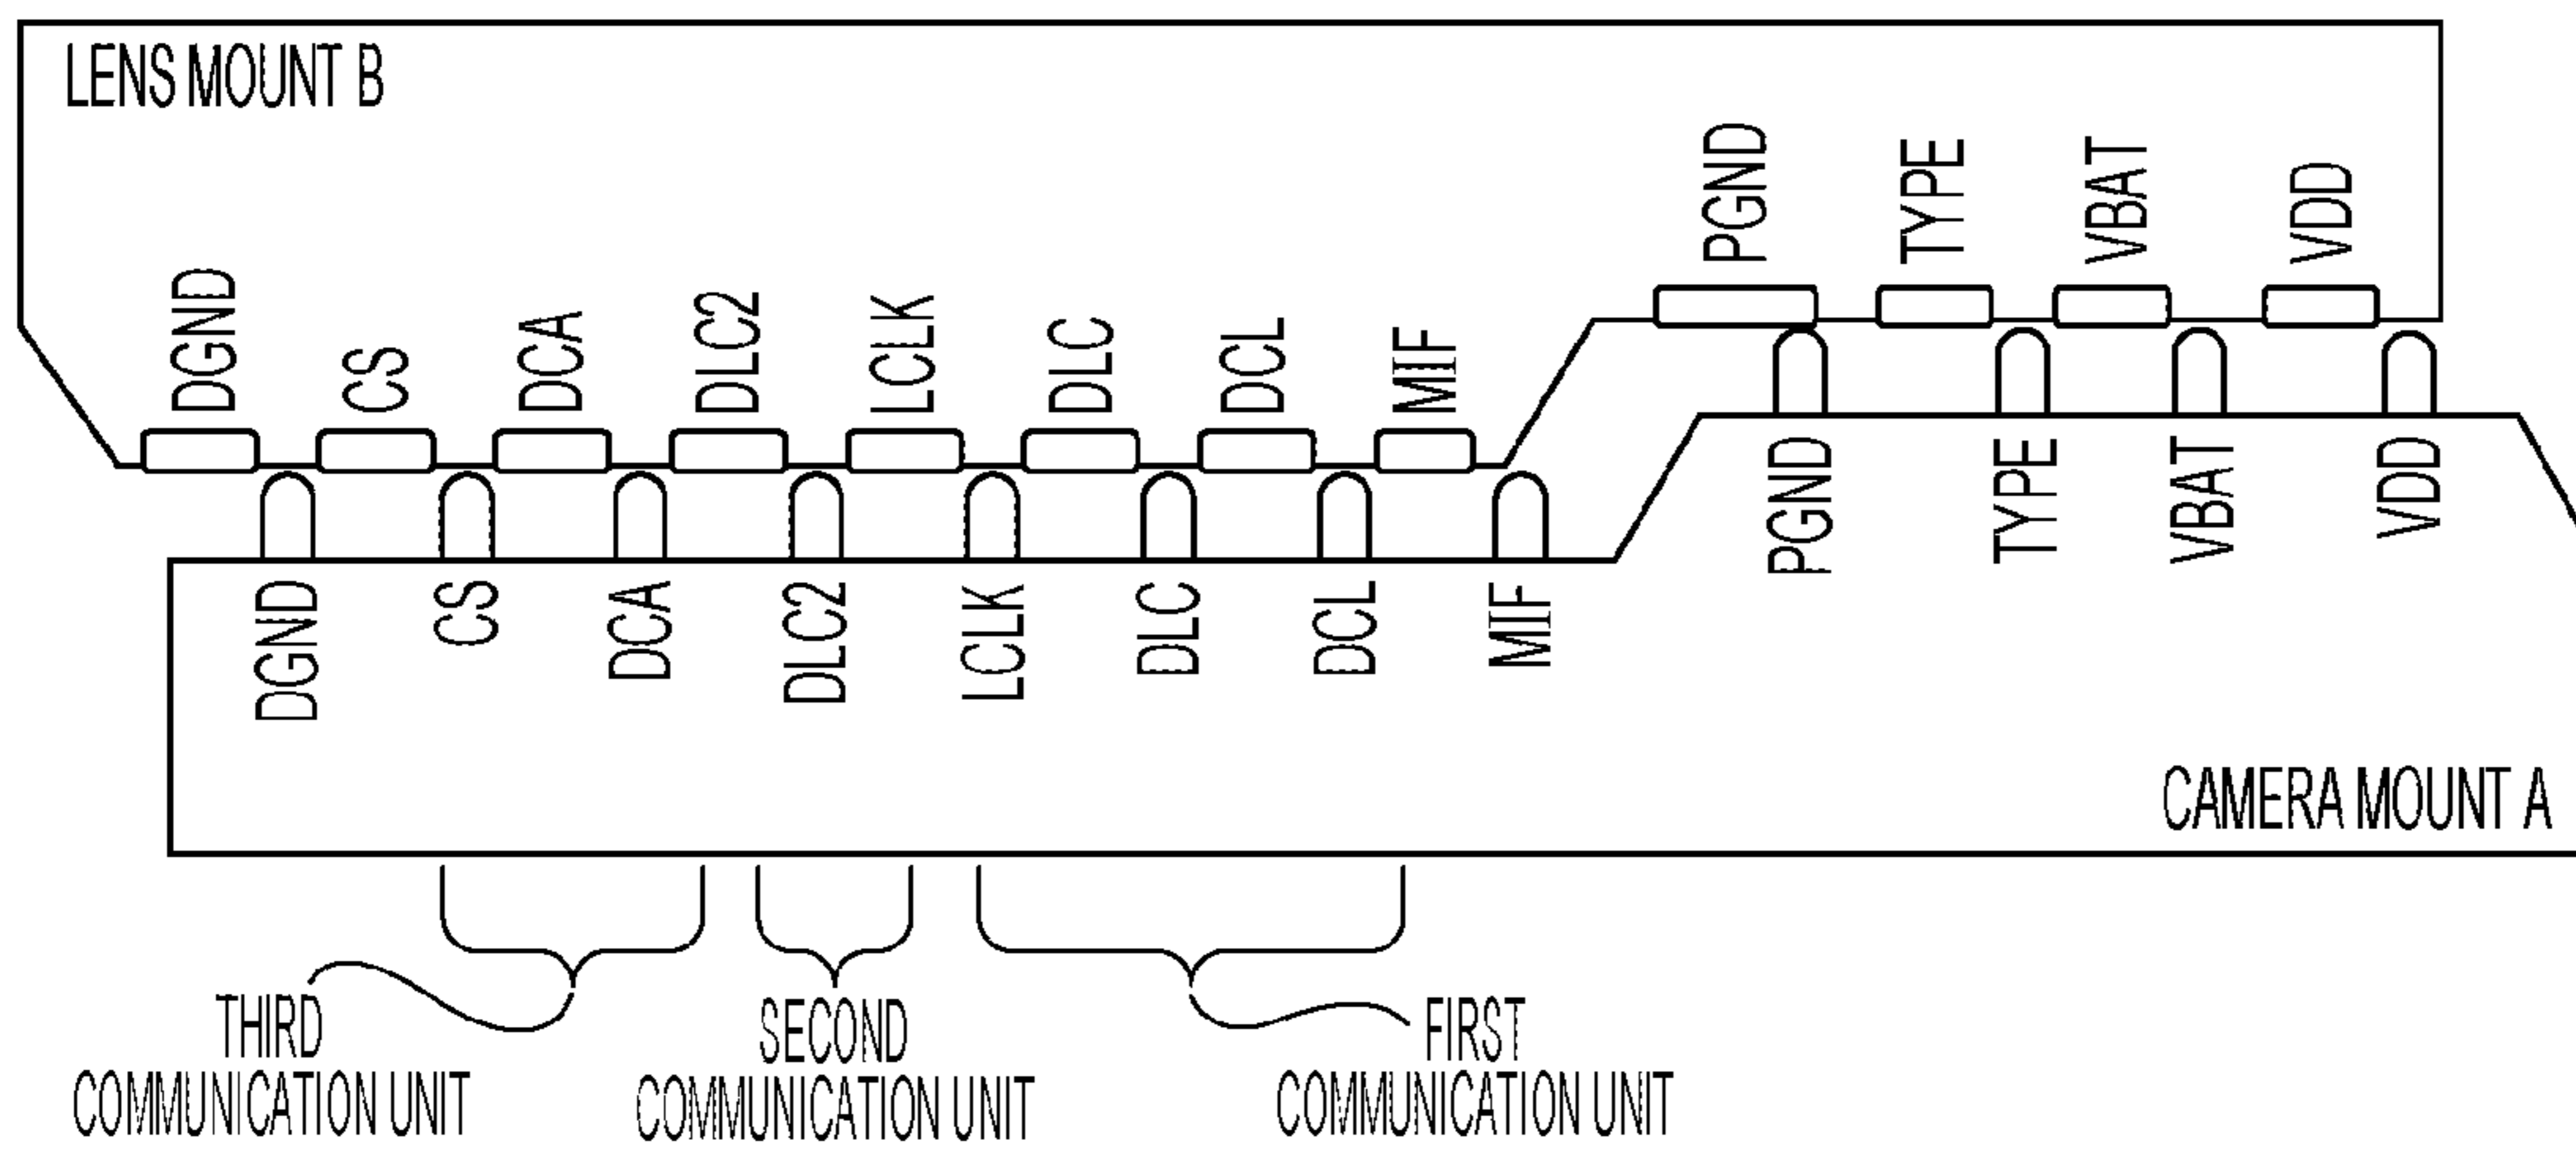 LENS MOUNT B
PGND
TYPE
VBAT
VDD
DGND
CS
DCA
DLC2
LCLK
DLC
DCL
MIF
PGND
TYPE
VBAT
VDD
DGND
CS
DCA
DLC2
LCLK
DLC
DCL
MIF
CAMERA MOUNT A
THIRD
COMMUNICATION UNIT
SECOND
COMMUNICATION UNIT
FIRST
COMMUNICATION UNIT